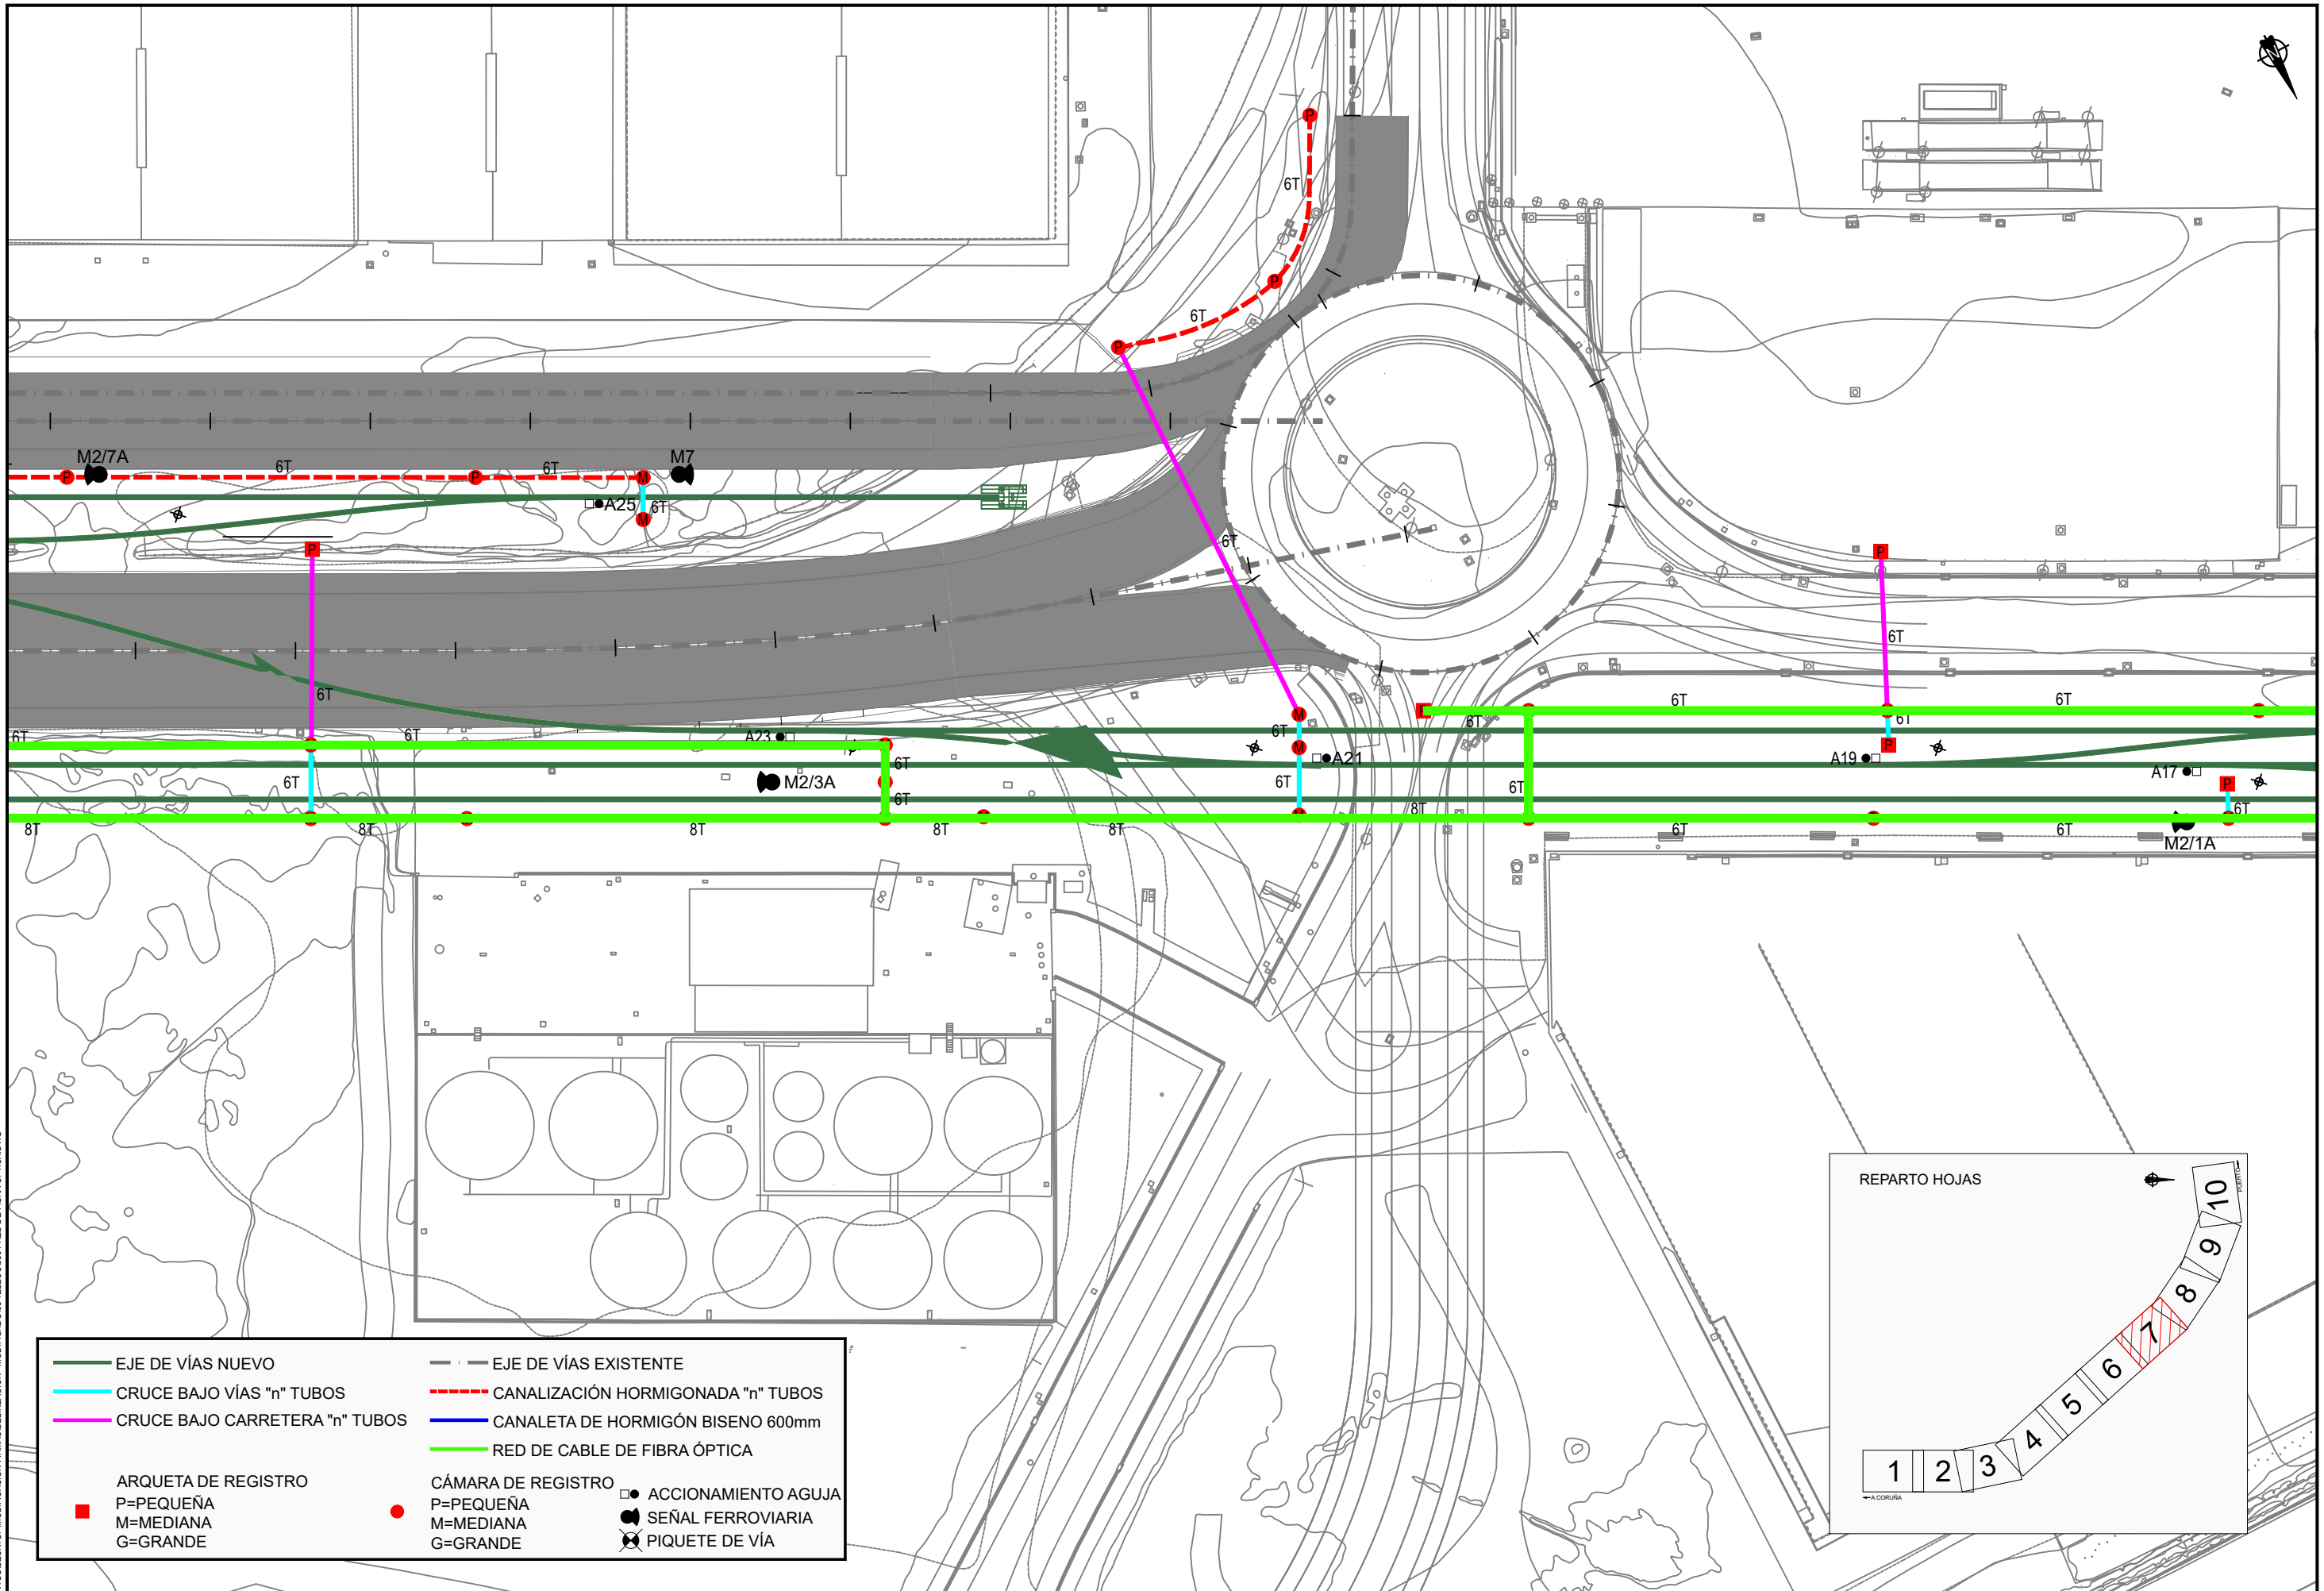 P
6T
P
6T
P
M2/7A
P
6T
P
6T
M
M7
A25
6T
M
6T
P
P
6T
6T
6T
6T
P
6T
6T
6T
M
6T
6T
A23
6T
M
A21
6T
P
A19
6T
6T
M2/3A
6T
6T
6T
A17
P
8T
8T
8T
8T
8T
8T
6T
6T
6T
M2/1A
REPARTO HOJAS
PUERTO
10
9
8
7
6
5
4
3
2
1
A CORUÑA
EJE DE VÍAS NUEVO
EJE DE VÍAS EXISTENTE
CRUCE BAJO VÍAS "n" TUBOS
CANALIZACIÓN HORMIGONADA "n" TUBOS
CRUCE BAJO CARRETERA "n" TUBOS
CANALETA DE HORMIGÓN BISENO 600mm
RED DE CABLE DE FIBRA ÓPTICA
ARQUETA DE REGISTRO
P=PEQUEÑA
M=MEDIANA
G=GRANDE
CÁMARA DE REGISTRO
P=PEQUEÑA
M=MEDIANA
G=GRANDE
ACCIONAMIENTO AGUJA
SEÑAL FERROVIARIA
PIQUETE DE VÍA